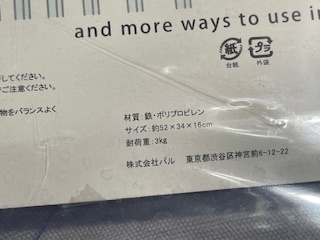 and more ways to use in
紙
プラ
台紙
外袋
してください。
ご注意ください。
物をバランスよく
材質:鉄・ポリプロピレン
サイズ:約52×34×16cm
耐荷重:3kg
株式会社パル 東京都渋谷区神宮前6-12-22